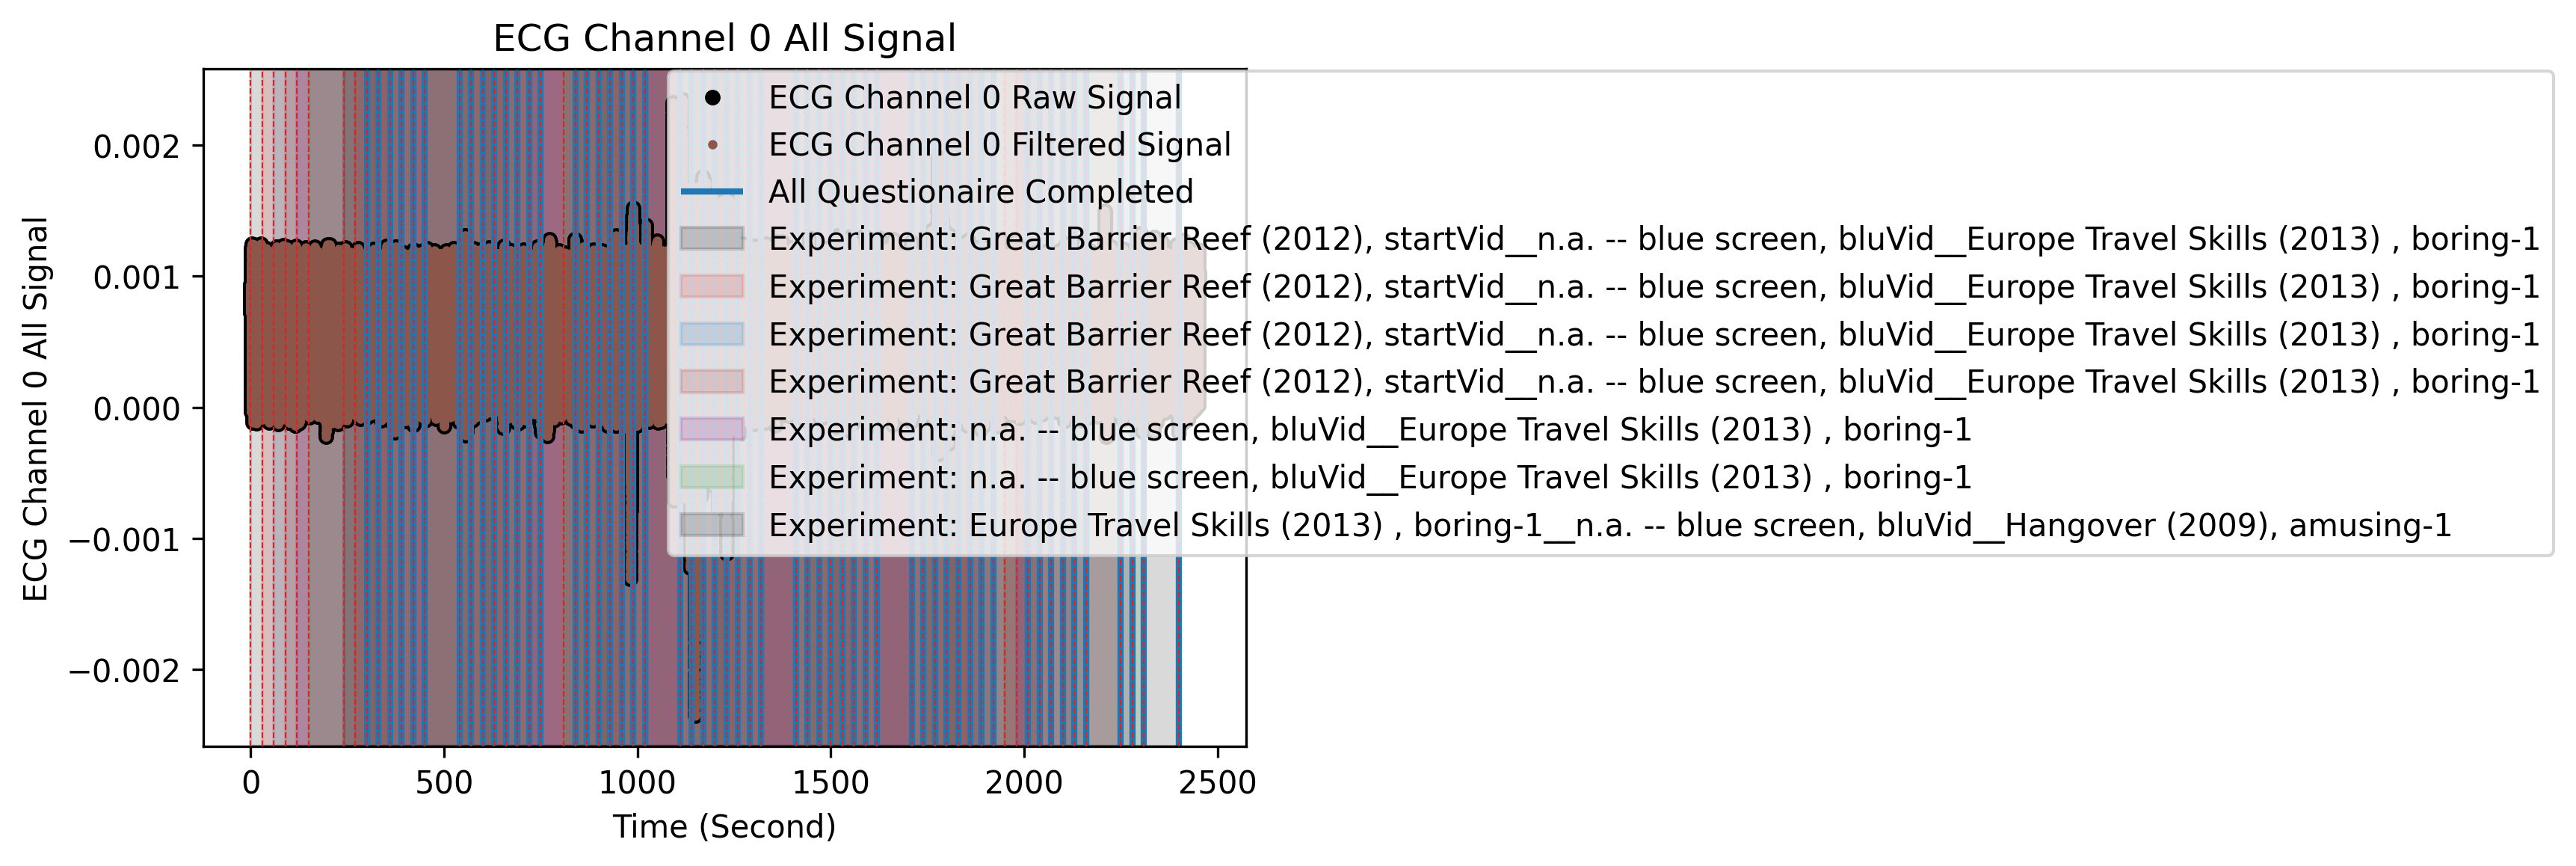 ECG Channel 0 All Signal
ECG Channel 0 All Signal
0.002
0.001
0.000
−0.001
−0.002
ECG Channel 0 Raw Signal
ECG Channel 0 Filtered Signal
All Questionaire Completed
Experiment: Great Barrier Reef (2012), startVid__n.a. -- blue screen, bluVid__Europe Travel Skills (2013) , boring-1
Experiment: Great Barrier Reef (2012), startVid__n.a. -- blue screen, bluVid__Europe Travel Skills (2013) , boring-1
Experiment: Great Barrier Reef (2012), startVid__n.a. -- blue screen, bluVid__Europe Travel Skills (2013) , boring-1
Experiment: Great Barrier Reef (2012), startVid__n.a. -- blue screen, bluVid__Europe Travel Skills (2013) , boring-1
Experiment: n.a. -- blue screen, bluVid__Europe Travel Skills (2013) , boring-1
Experiment: n.a. -- blue screen, bluVid__Europe Travel Skills (2013) , boring-1
Experiment: Europe Travel Skills (2013) , boring-1__n.a. -- blue screen, bluVid__Hangover (2009), amusing-1
0 500 1000 1500 2000 2500
Time (Second)